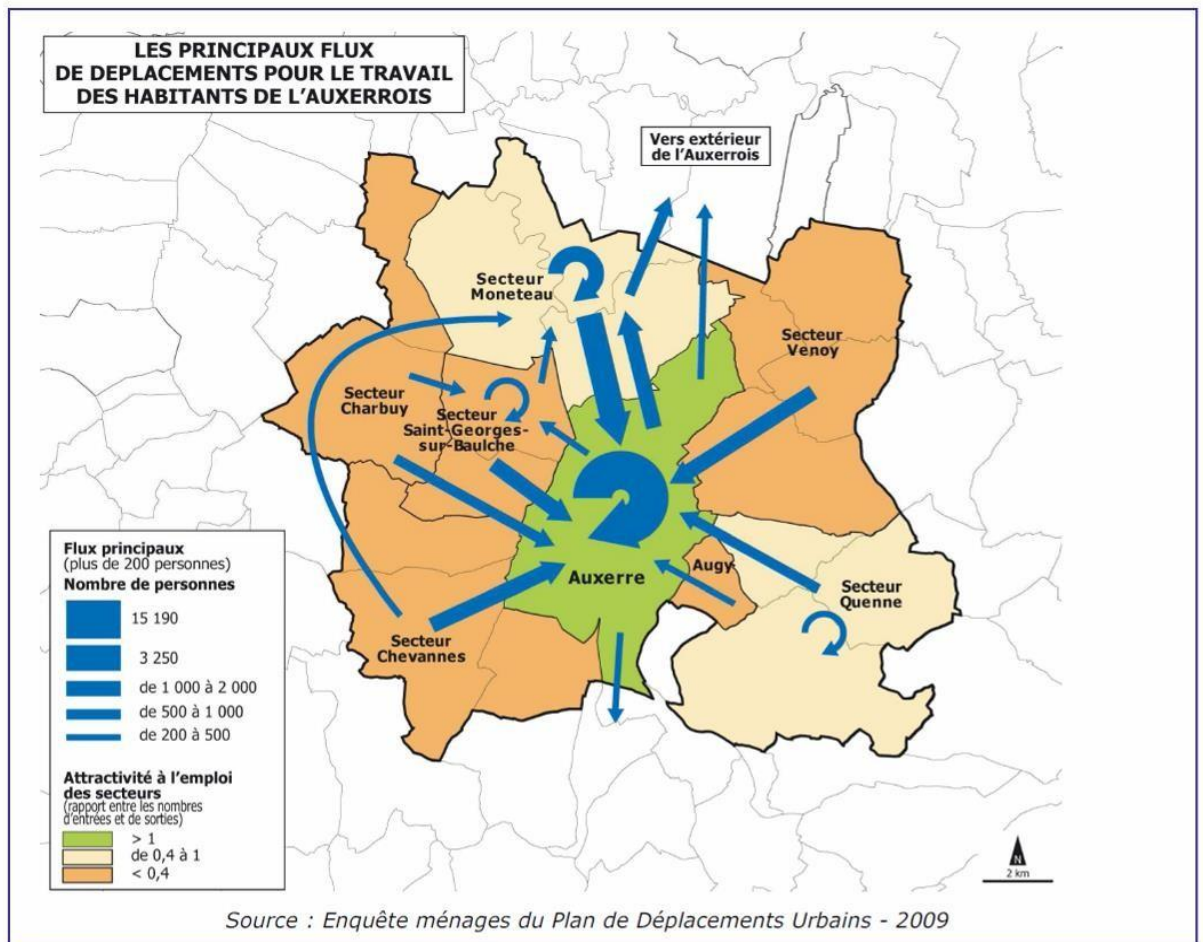 LES PRINCIPAUX FLUX
DE DEPLACEMENTS POUR LE TRAVAIL
DES HABITANTS DE L'AUXERROIS
Vers extérieur
de l'Auxerrois
Secteur
Moneteau
Secteur
Venoy
Secteur
Charbuy
Secteur
Saint-Georges-
sur-Baulche
Auxerre
Augy
Secteur
Quenne
Secteur
Chevannes
Flux principaux
(plus de 200 personnes)
Nombre de personnes
15 190
3 250
de 1 000 à 2 000
de 500 à 1 000
de 200 à 500
Attractivité à l'emploi
des secteurs
(rapport entre les nombres
d'entrées et de sorties)
> 1
de 0,4 à 1
< 0,4
N
2 km
Source : Enquête ménages du Plan de Déplacements Urbains - 2009